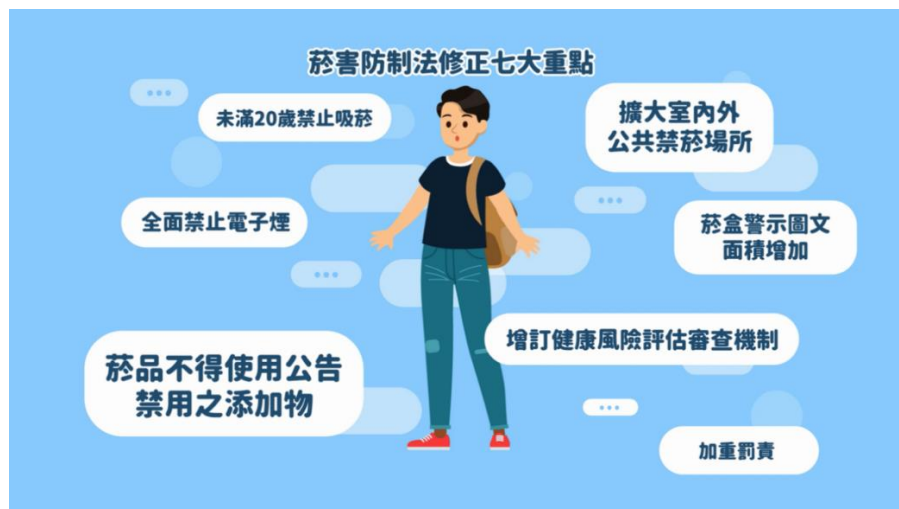 菸害防制法修正七大重點
未滿20歲禁止吸菸
擴大室內外
公共禁菸場所
全面禁止電子煙
菸盒警示圖文
面積增加
增訂健康風險評估審查機制
菸品不得使用公告
禁用之添加物
加重罰責